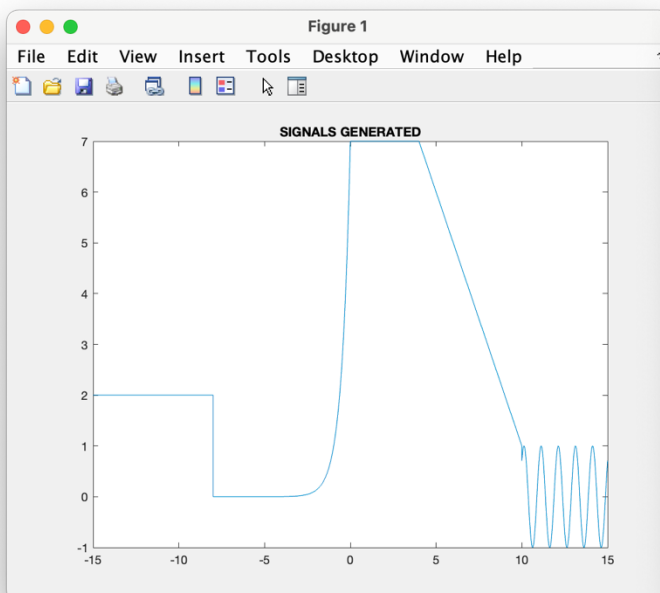 Figure 1
File Edit View Insert Tools Desktop Window Help
SIGNALS GENERATED
7
6
5
4
3
2
1
0
-1
-15 -10 -5 0 5 10 15